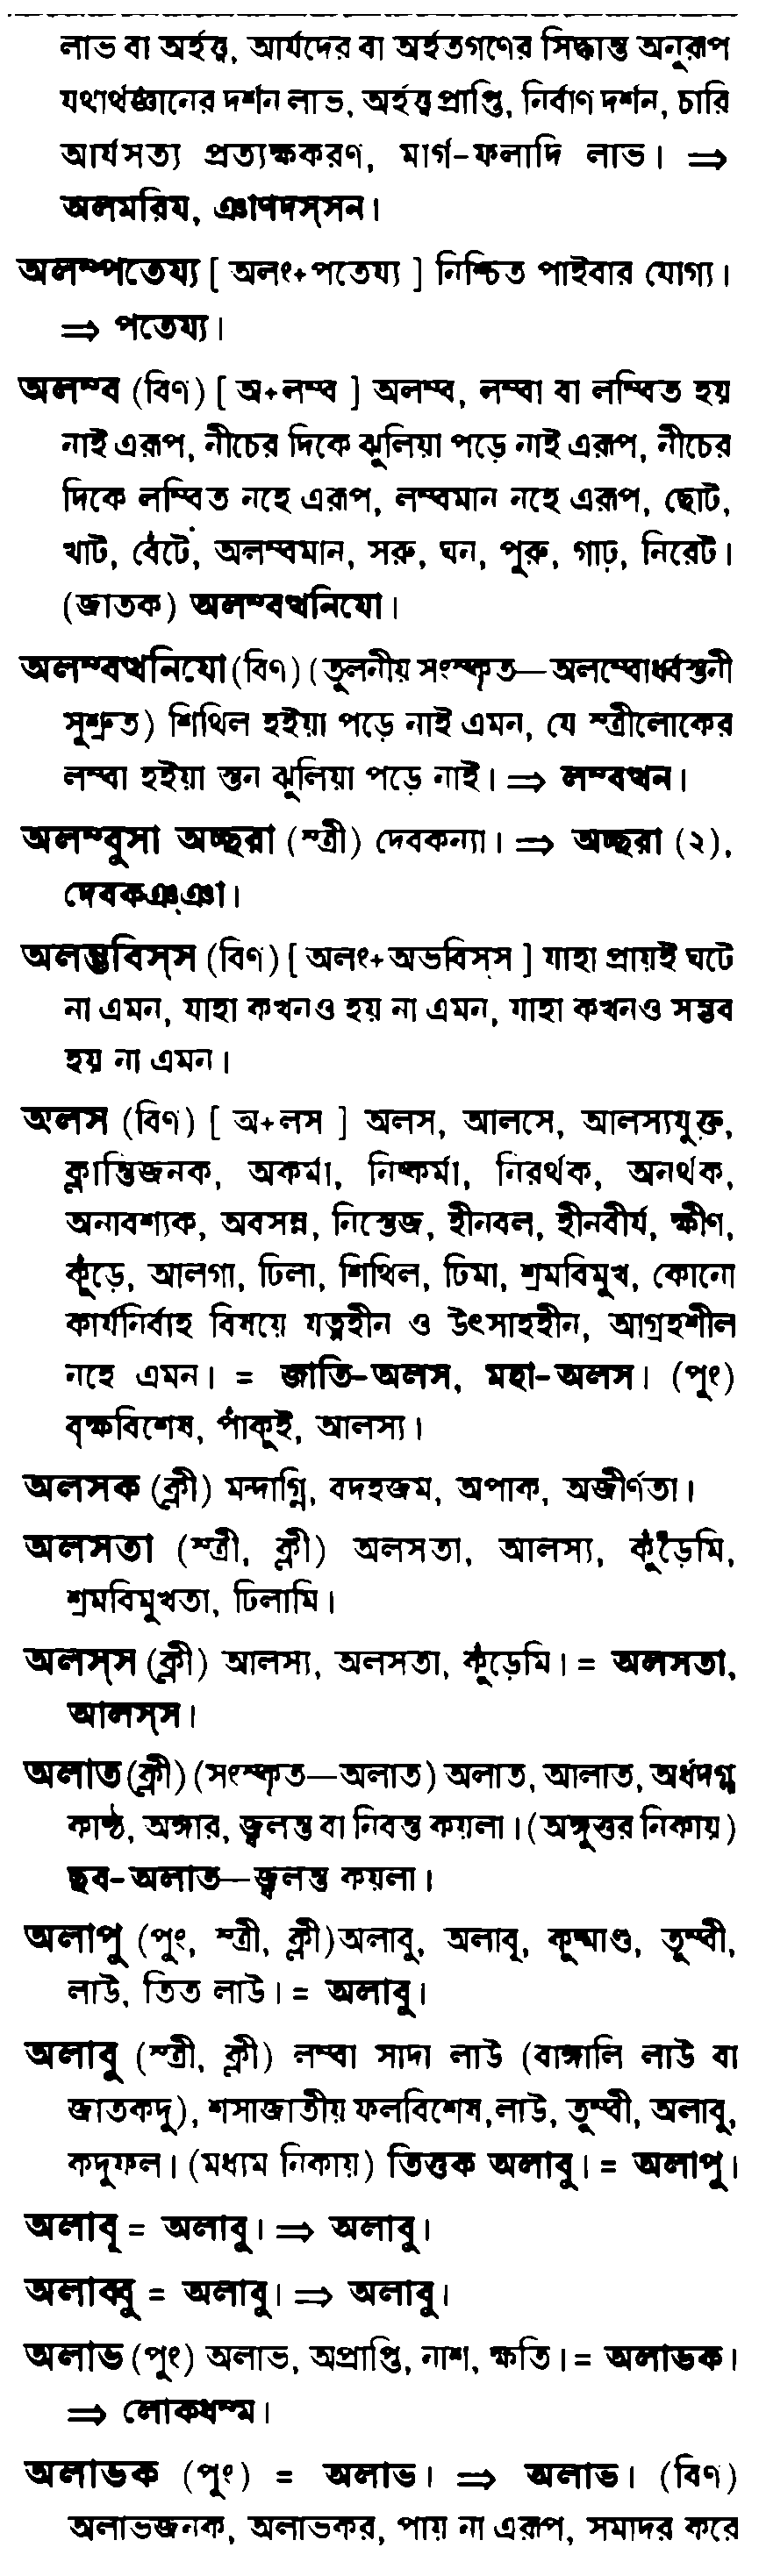 লাভ বা অর্হত্ত্ব, আর্যদের বা অর্হতগণের সিদ্ধান্ত অনুরূপ
যথার্থজ্ঞানের দর্শন লাভ, অর্হত্ত্ব প্রাপ্তি, নির্বাণ দর্শন, চারি
আর্যসত্য প্রত্যক্ষকরণ, মার্গ-ফলাদি লাভ। ⇒
অলমরিয, ঞাণদস্সন।
অলম্পতেয্য [ অলং+পতেয্য ] নিশ্চিত পাইবার যোগ্য।
⇒ পতেয্য।
অলম্ব (বিণ) [ অ+লম্ব ] অলম্ব, লম্বা বা লম্বিত হয়
নাই এরূপ, নীচের দিকে ঝুলিয়া পড়ে নাই এরূপ, নীচের
দিকে লম্বিত নহে এরূপ, লম্বমান নহে এরূপ, ছোট,
খাট, বেঁটে, অলম্বমান, সরু, ঘন, পুরু, গাঢ়, নিরেট।
(জাতক) অলম্বত্থনিযো।
অলম্বত্থনিযো (বিণ) (তুলনীয় সংস্কৃত—অলম্বোর্ধ্বস্তনী
সুশ্রুত) শিথিল হইয়া পড়ে নাই এমন, যে স্ত্রীলোকের
লম্বা হইয়া স্তন ঝুলিয়া পড়ে নাই। ⇒ লম্বত্থন।
অলম্বুসা অচ্ছরা (স্ত্রী) দেবকন্যা। ⇒ অচ্ছরা (২),
দেবকঞ্ঞা।
অলম্ভবিস্স (বিণ) [ অলং+অভবিস্স ] যাহা প্রায়ই ঘটে
না এমন, যাহা কখনও হয় না এমন, যাহা কখনও সম্ভব
হয় না এমন।
অলস (বিণ) [ অ+লস ] অলস, আলসে, আলস্যযুক্ত,
ক্লান্তিজনক, অকর্মা, নিষ্কর্মা, নিরর্থক, অনর্থক,
অনাবশ্যক, অবসন্ন, নিস্তেজ, হীনবল, হীনবীর্য, ক্ষীণ,
কুঁড়ে, আলগা, ঢিলা, শিথিল, ঢিমা, শ্রমবিমুখ, কোনো
কার্যনির্বাহ বিষয়ে যত্নহীন ও উৎসাহহীন, আগ্রহশীল
নহে এমন। = জাতি-অলস, মহা-অলস। (পুং)
বৃক্ষবিশেষ, পাঁকুই, আলস্য।
অলসক (ক্লী) মন্দাগ্নি, বদহজম, অপাক, অজীর্ণতা।
অলসতা (স্ত্রী, ক্লী) অলসতা, আলস্য, কুঁড়েমি,
শ্রমবিমুখতা, ঢিলামি।
অলস্স (ক্লী) আলস্য, অলসতা, কুঁড়েমি। = অলসতা,
আলস্স।
অলাত (ক্লী) (সংস্কৃত—অলাত) অলাত, আলাত, অর্ধদগ্ধ
কাষ্ঠ, অঙ্গার, জ্বলন্ত বা নিবন্ত কয়লা। (অঙ্গুত্তর নিকায়)
ছব-অলাত—জ্বলন্ত কয়লা।
অলাপু (পুং, স্ত্রী, ক্লী) অলাবু, অলাবূ, কুষ্মাণ্ড, তুম্বী,
লাউ, তিত লাউ। = অলাবু।
অলাবু (স্ত্রী, ক্লী) লম্বা সাদা লাউ (বাঙ্গালি লাউ বা
জাতকদু), শসাজাতীয় ফলবিশেষ, লাউ, তুম্বী, অলাবু,
কদুফল। (মধ্যম নিকায়) তিত্তক অলাবু। = অলাপু।
অলাবূ = অলাবু। ⇒ অলাবু।
অলাব্বু = অলাবু। ⇒ অলাবু।
অলাভ (পুং) অলাভ, অপ্রাপ্তি, নাশ, ক্ষতি। = অলাভক।
⇒ লোকধম্ম।
অলাভক (পুং) = অলাভ। ⇒ অলাভ। (বিণ)
অলাভজনক, অলাভকর, পায় না এরূপ, সমাদর করে